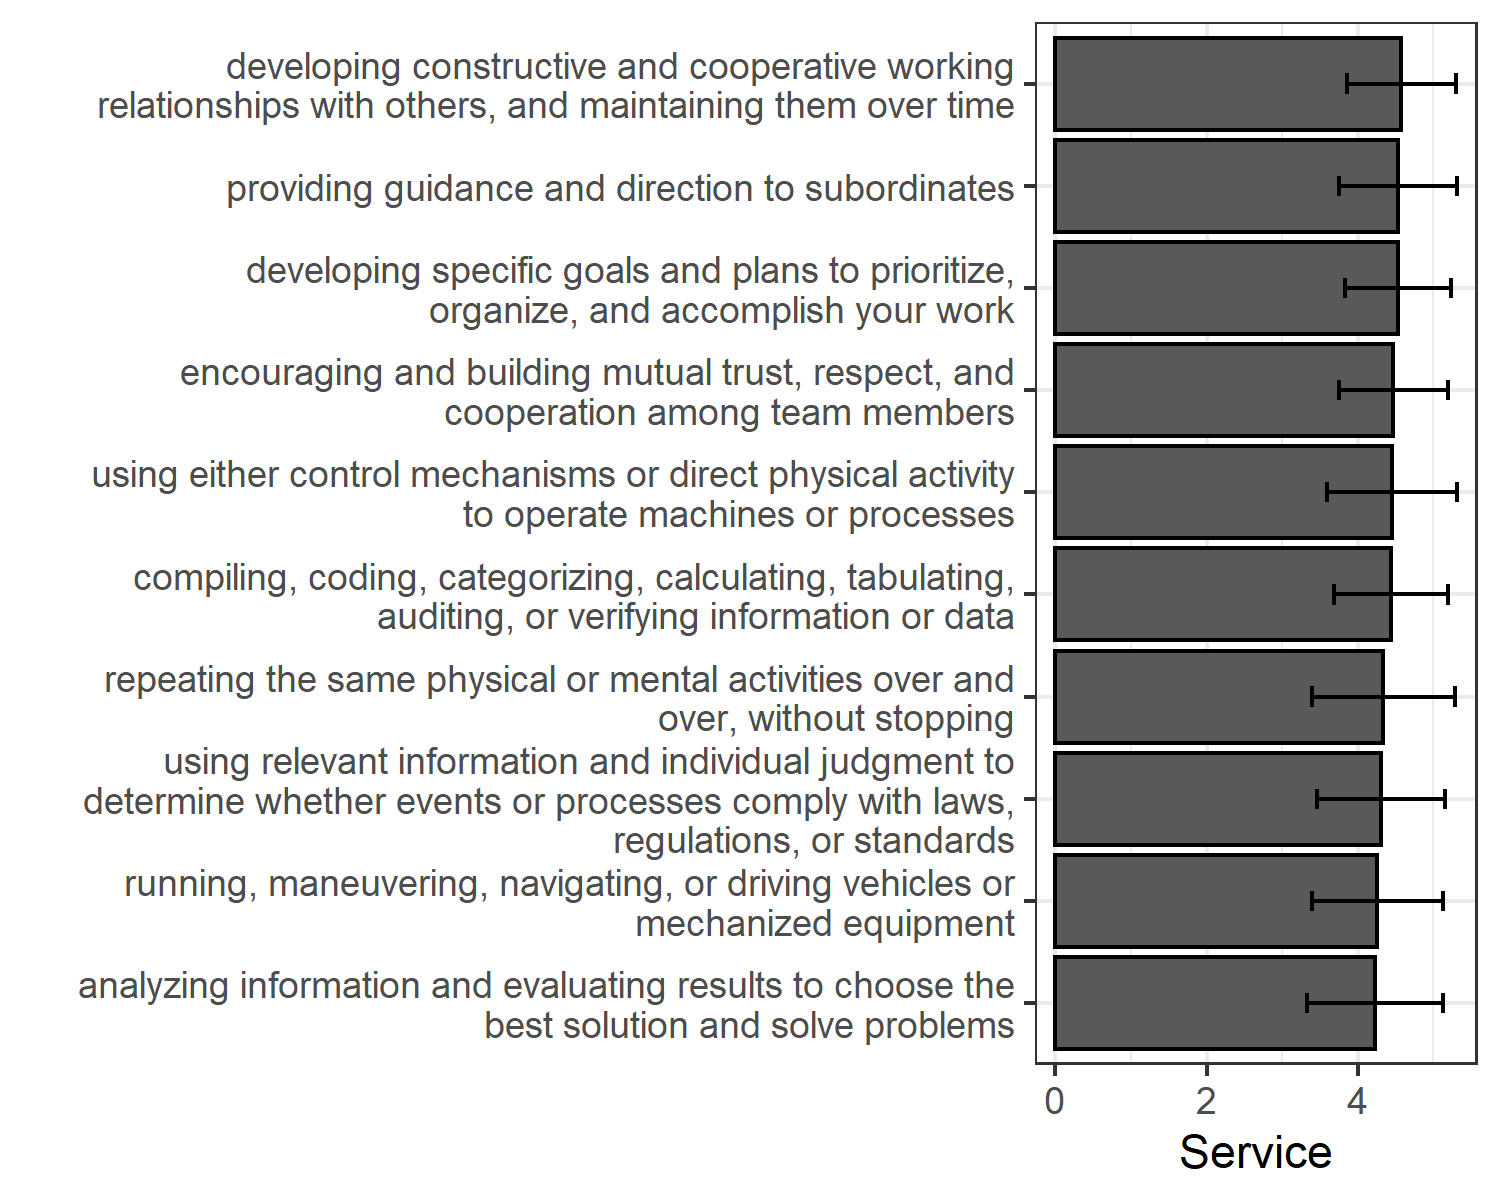 developing constructive and cooperative working
relationships with others, and maintaining them over time
providing guidance and direction to subordinates
developing specific goals and plans to prioritize,
organize, and accomplish your work
encouraging and building mutual trust, respect, and
cooperation among team members
using either control mechanisms or direct physical activity
to operate machines or processes
compiling, coding, categorizing, calculating, tabulating,
auditing, or verifying information or data
repeating the same physical or mental activities over and
over, without stopping
using relevant information and individual judgment to
determine whether events or processes comply with laws,
regulations, or standards
running, maneuvering, navigating, or driving vehicles or
mechanized equipment
analyzing information and evaluating results to choose the
best solution and solve problems
0 2 4
Service